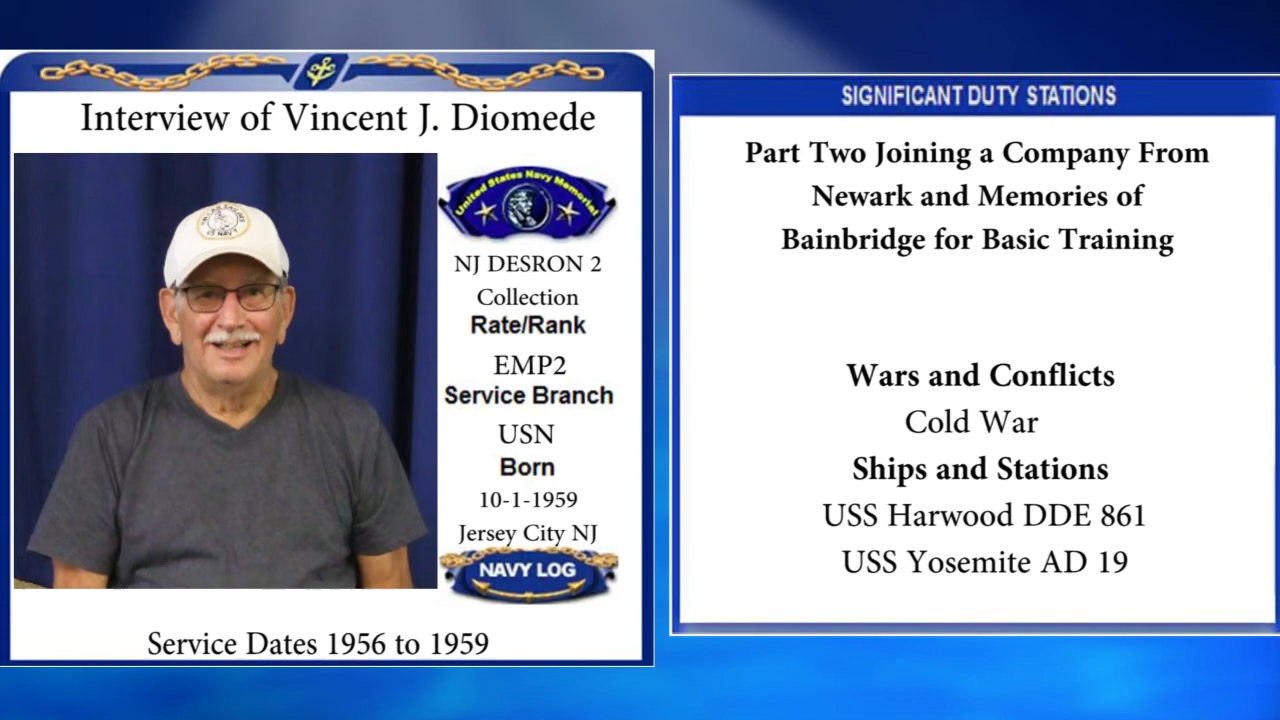 Interview of Vincent J. Diomede
United States Navy Memorial
NJ DESRON 2
Collection
Rate/Rank
EMP2
Service Branch
USN
Born
10-1-1959
Jersey City NJ
NAVY LOG
Service Dates 1956 to 1959
SIGNIFICANT DUTY STATIONS
Part Two Joining a Company From
Newark and Memories of
Bainbridge for Basic Training
Wars and Conflicts
Cold War
Ships and Stations
USS Harwood DDE 861
USS Yosemite AD 19